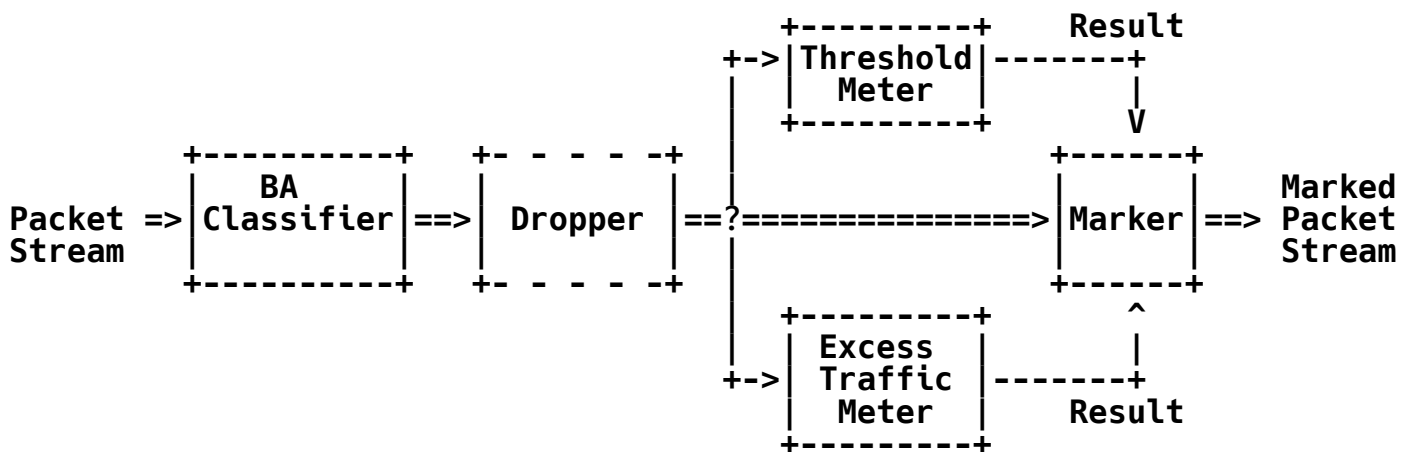 +---------+    Result
                                      +->|Threshold|-------+
                                      |  |  Meter  |       |
                                      |  +---------+       V
         +----------+   +- - - - -+   |                +------+
         |   BA     |   |         |   |                |      |    Marked
Packet =>|Classifier|==>| Dropper |==?===============>|Marker|==> Packet
Stream   |          |   |         |   |                |      |    Stream
         +----------+   +- - - - -+   |                +------+
                                      |  +---------+       ^
                                      |  | Excess  |       |
                                      +->| Traffic |-------+
                                         |  Meter  |    Result
                                         +---------+